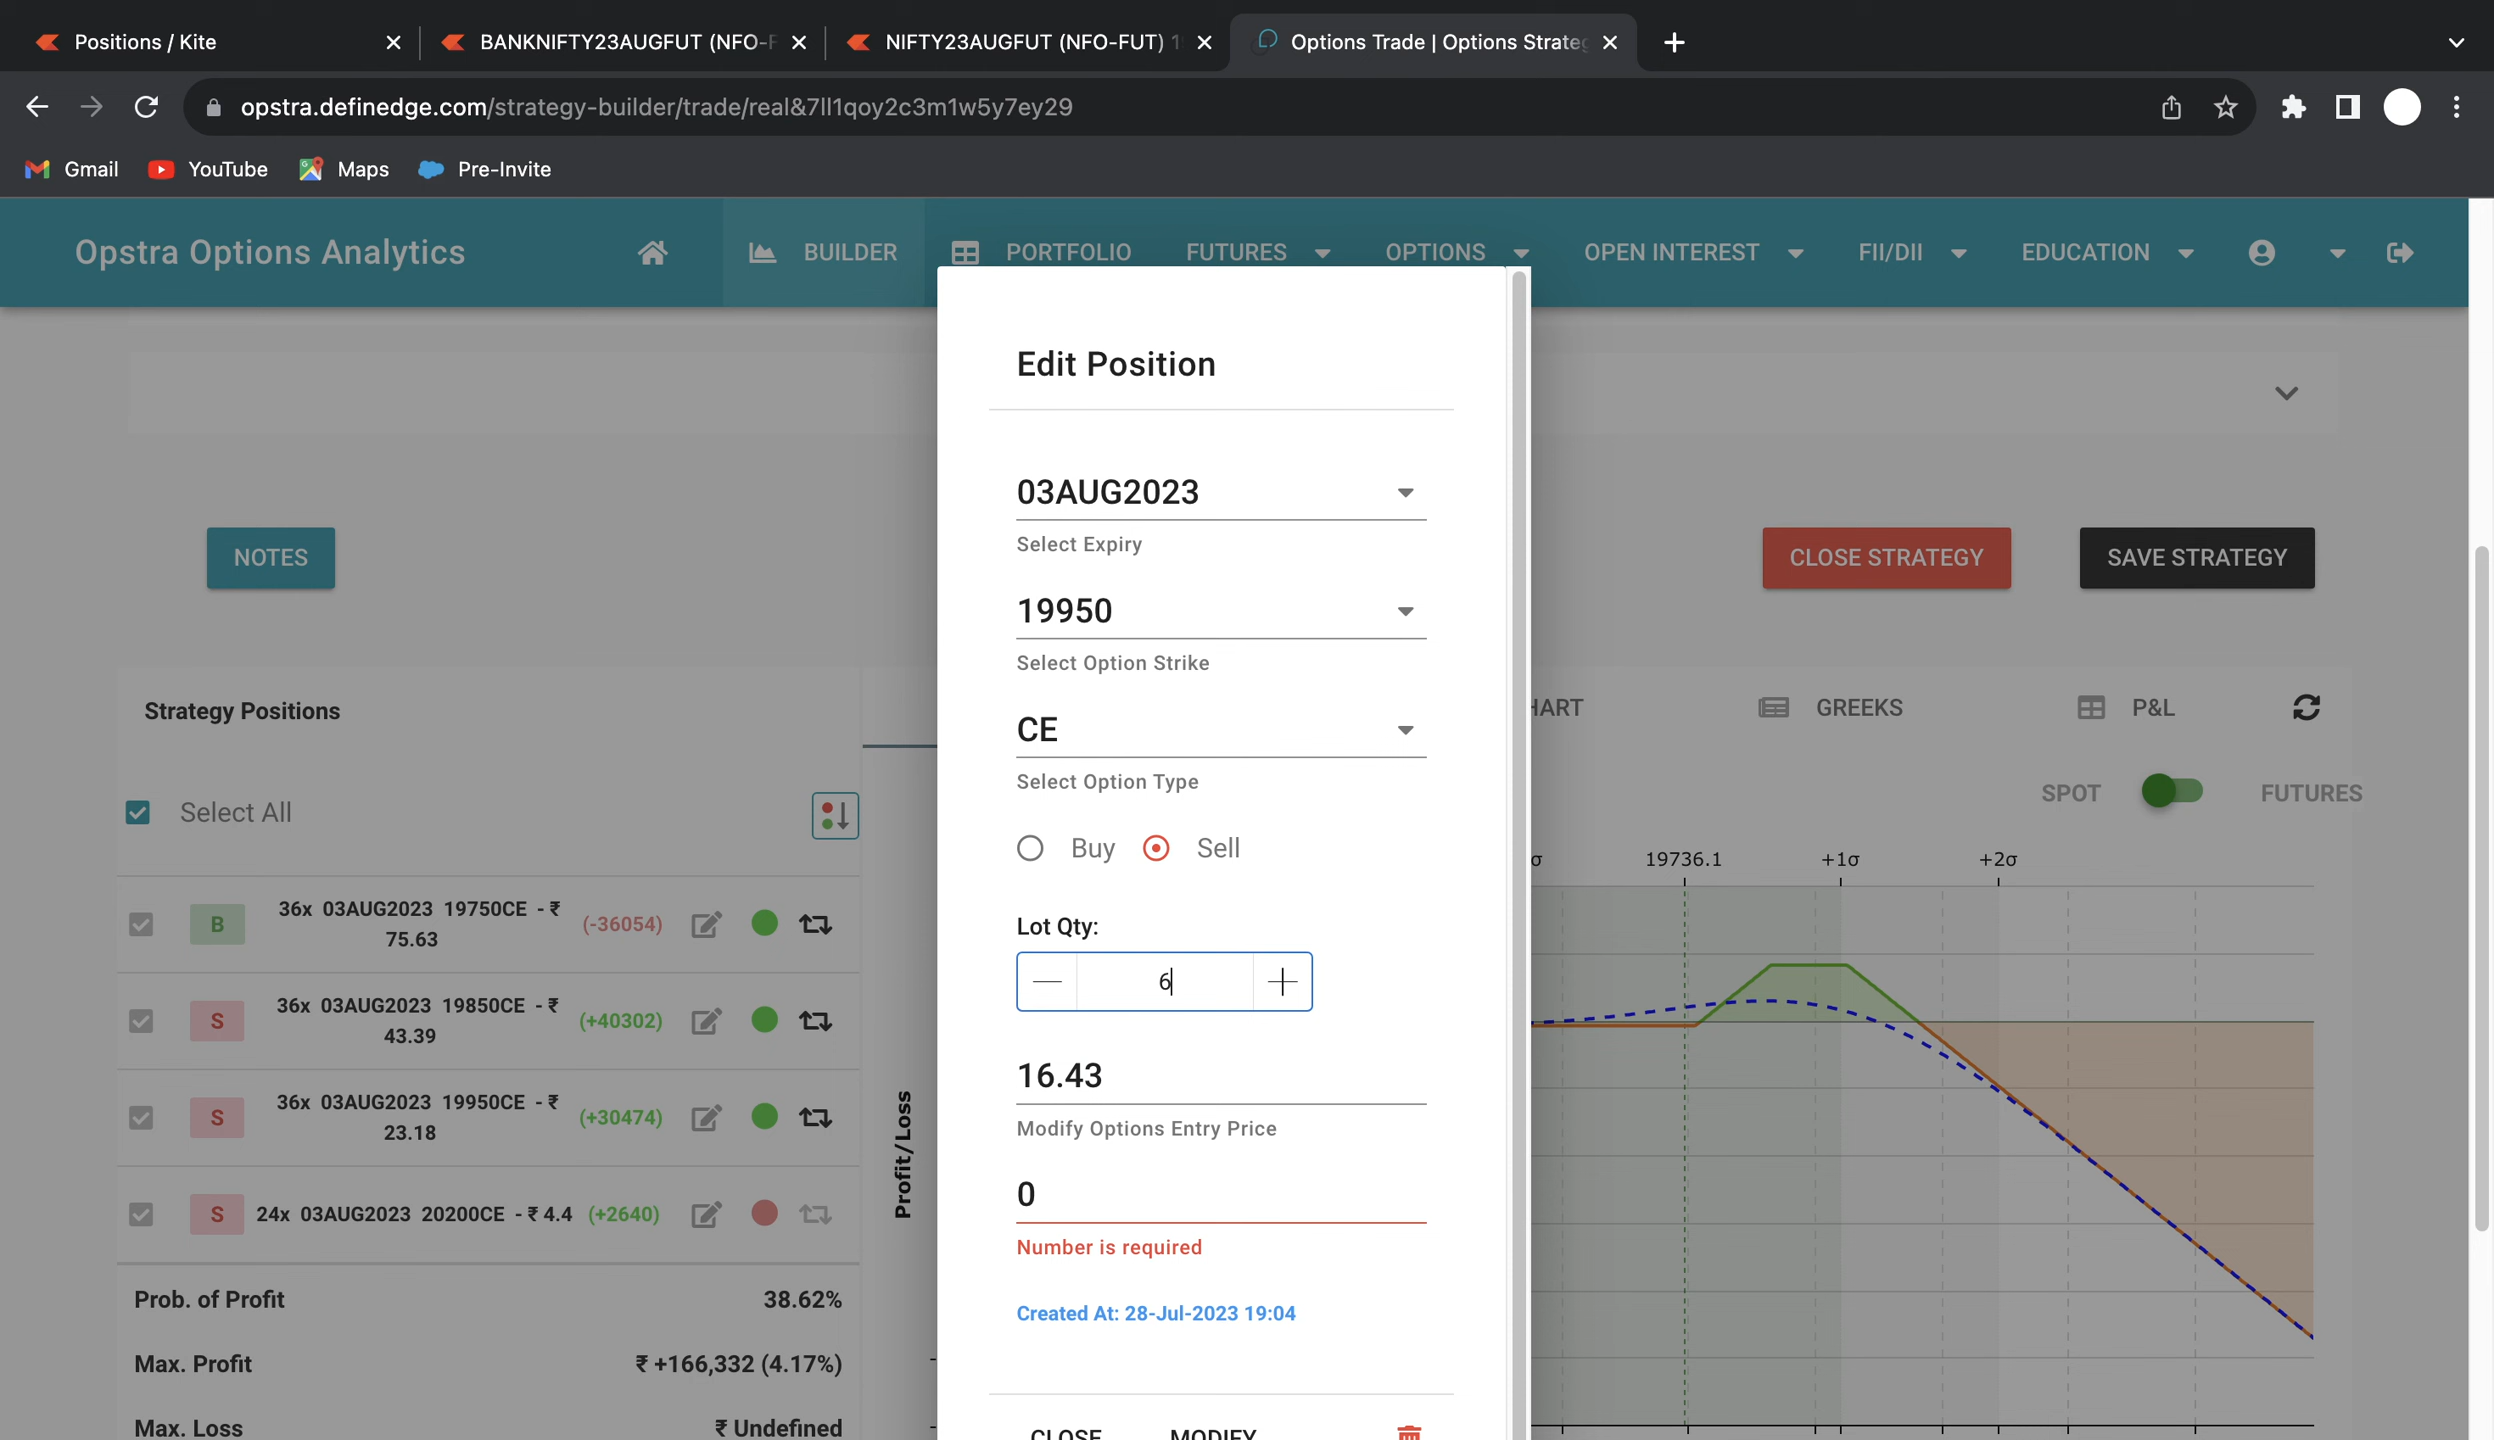 Positions / Kite
BANKNIFTY23AUGFUT (NFO-F
NIFTY23AUGFUT (NFO-FUT) 1
Options Trade | Options Strateg
opstra.definedge.com/strategy-builder/trade/real&7ll1qoy2c3m1w5y7ey29
Gmail
YouTube
Maps
Pre-Invite
Opstra Options Analytics
BUILDER
PORTFOLIO
FUTURES
OPTIONS
OPEN INTEREST
FII/DII
EDUCATION
Edit Position
03AUG2023
Select Expiry
19950
Select Option Strike
CE
Select Option Type
Buy
Sell
Lot Qty:
— 6 +
16.43
Modify Options Entry Price
0
Number is required
Created At: 28-Jul-2023 19:04
CLOSE
MODIFY
NOTES
CLOSE STRATEGY
SAVE STRATEGY
Strategy Positions
Select All
B 36x 03AUG2023 19750CE - ₹ (-36054)
75.63
S 36x 03AUG2023 19850CE - ₹ (+40302)
43.39
S 36x 03AUG2023 19950CE - ₹ (+30474)
23.18
S 24x 03AUG2023 20200CE - ₹ 4.4 (+2640)
Prob. of Profit 38.62%
Max. Profit ₹ +166,332 (4.17%)
Max. Loss ₹ Undefined
HART
GREEKS
P&L
SPOT
FUTURES
σ 19736.1 +1σ +2σ
Profit/Loss